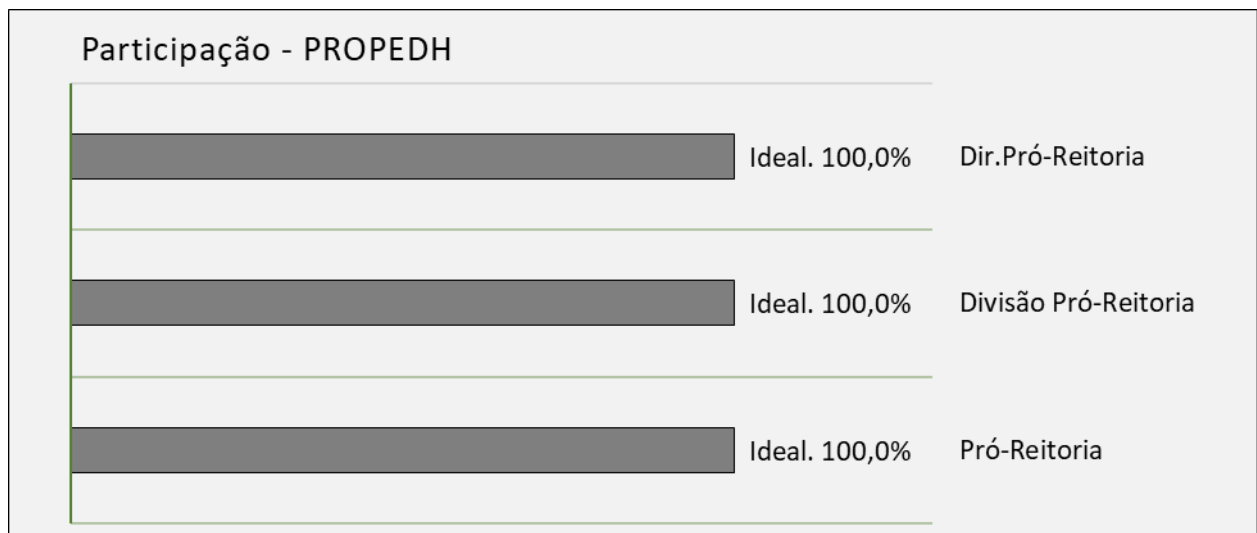 Participação - PROPEDH
Ideal. 100,0% Dir.Pró-Reitoria
Ideal. 100,0% Divisão Pró-Reitoria
Ideal. 100,0% Pró-Reitoria